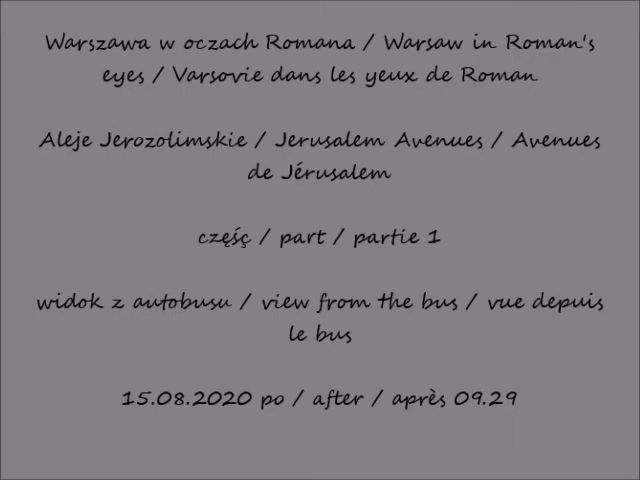 Warszawa w oczach Romana / Warsaw in Roman's
eyes / Varsovie dans les yeux de Roman
Aleje Jerozolimskie / Jerusalem Avenues / Avenues
de Jérusalem
częśç / part / partie 1
widok z autobusu / view from the bus / vue depuis
le bus
15.08.2020 po / after / après 09.29